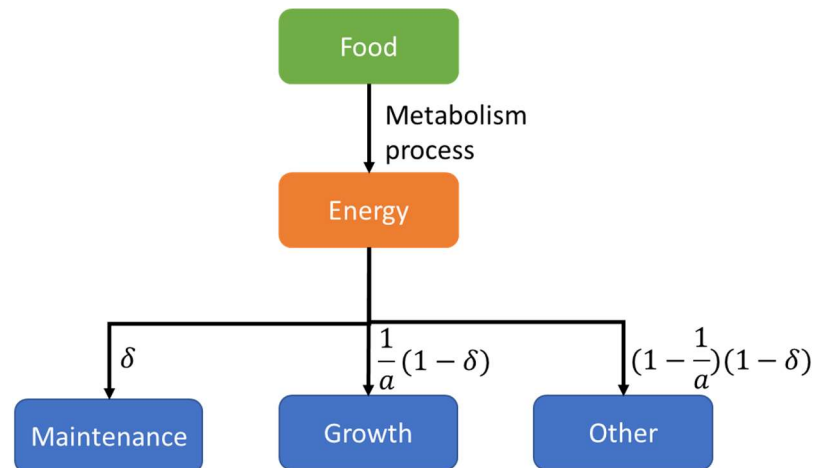 Food
Metabolism
process
Energy
δ
1/a (1 − δ)
(1 − 1/a)(1 − δ)
Maintenance
Growth
Other